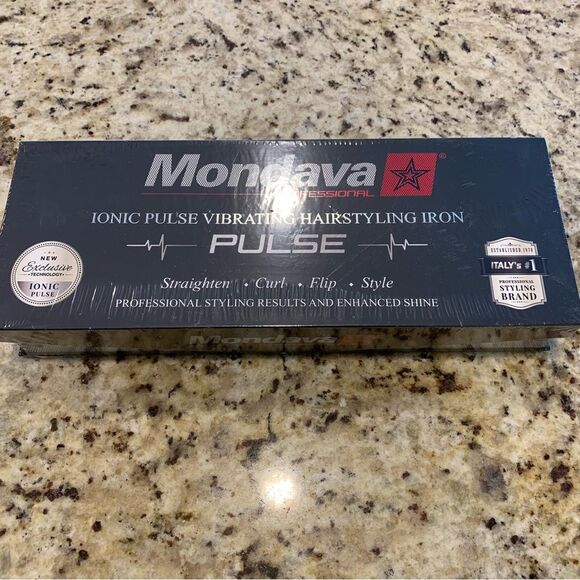 Mondava ®
PROFESSIONAL
IONIC PULSE VIBRATING HAIRSTYLING IRON
PULSE
NEW
Exclusive
TECHNOLOGY
IONIC
PULSE
Straighten • Curl • Flip • Style
PROFESSIONAL STYLING RESULTS AND ENHANCED SHINE
ESTABLISHED 1978
ITALY's #1
PROFESSIONAL
STYLING
BRAND
Mondava